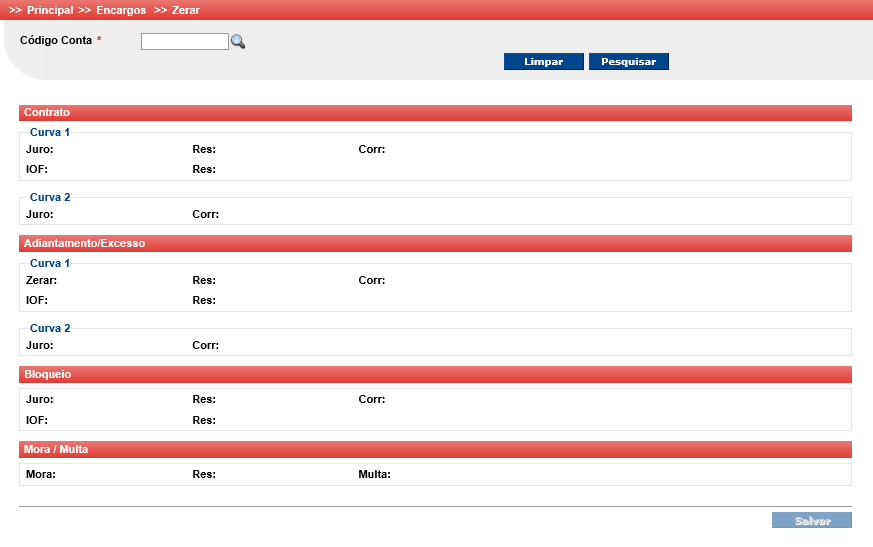 >> Principal >> Encargos >> Zerar
Código Conta *
Limpar Pesquisar
Contrato
Curva 1
Juro: Res: Corr:
IOF: Res:
Curva 2
Juro: Corr:
Adiantamento/Excesso
Curva 1
Zerar: Res: Corr:
IOF: Res:
Curva 2
Juro: Corr:
Bloqueio
Juro: Res: Corr:
IOF: Res:
Mora / Multa
Mora: Res: Multa:
Salvar